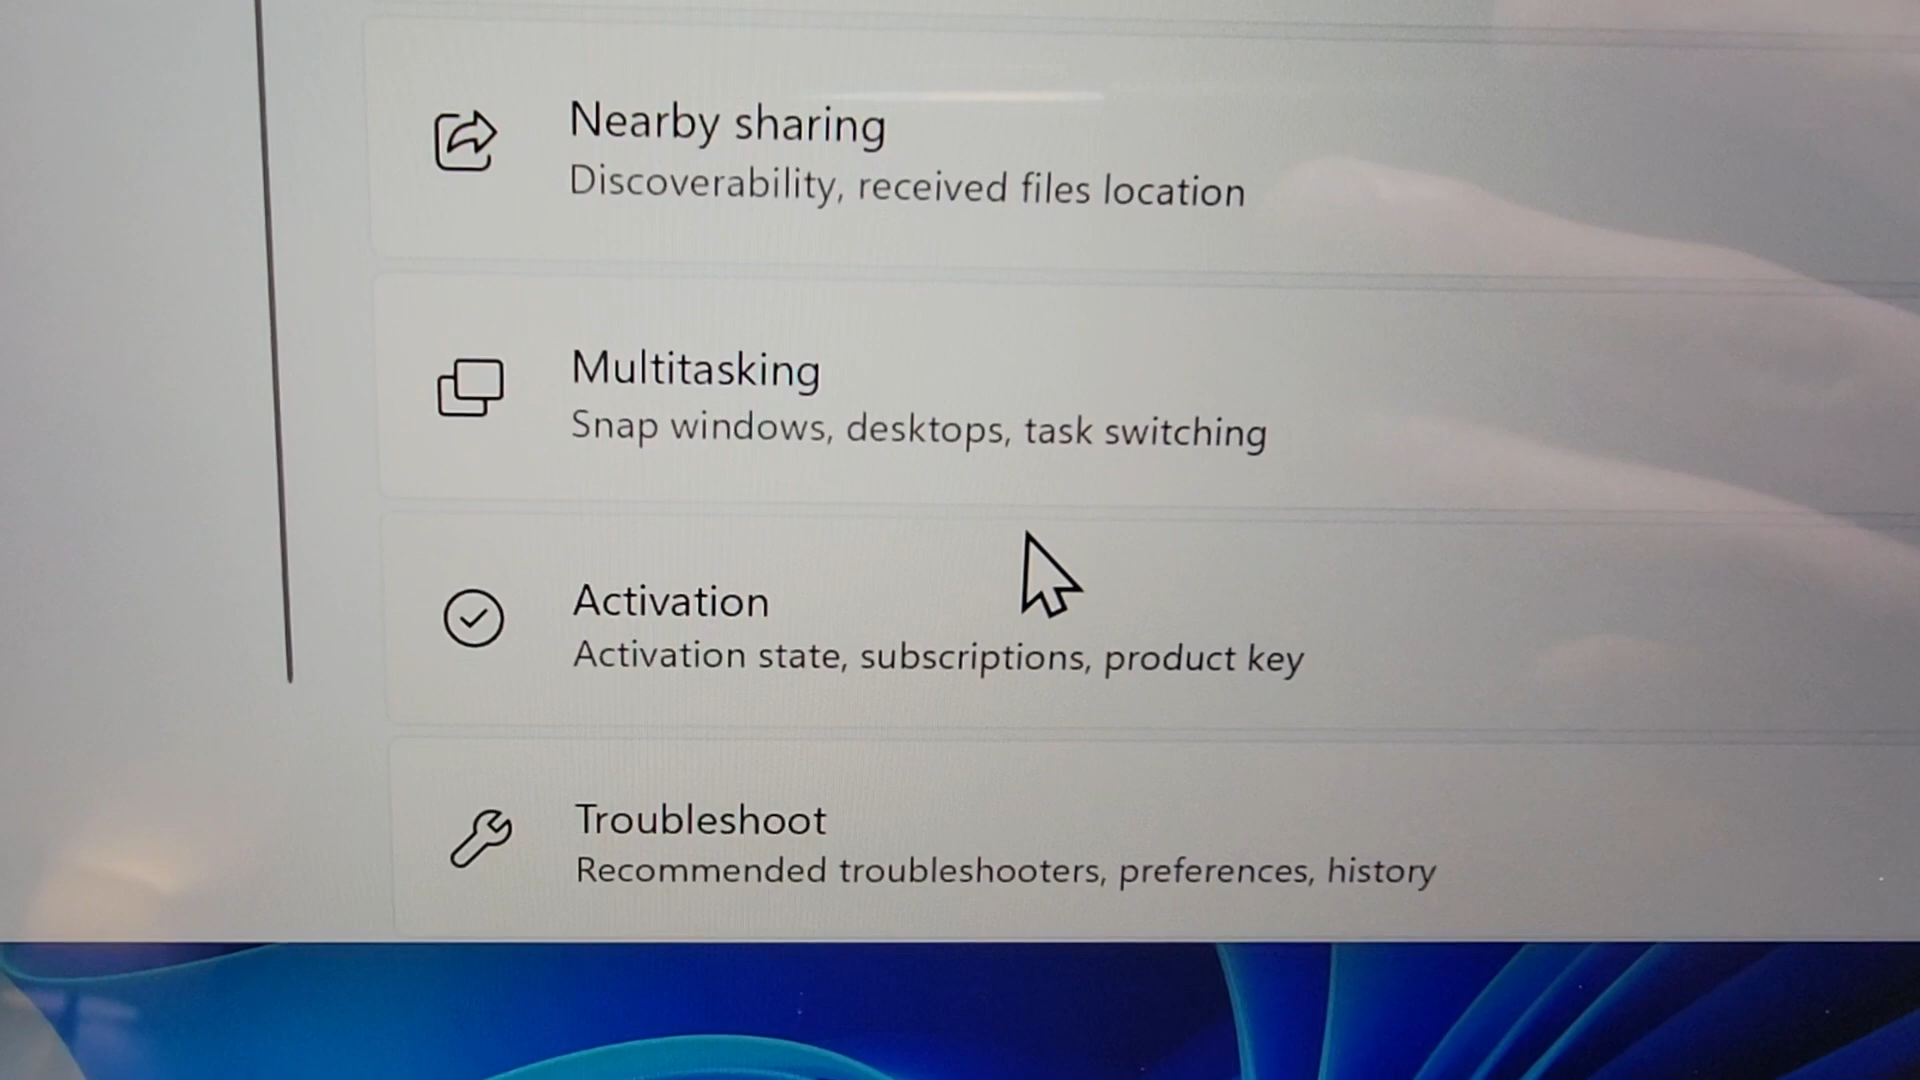 Nearby sharing
Discoverability, received files location
Multitasking
Snap windows, desktops, task switching
Activation
Activation state, subscriptions, product key
Troubleshoot
Recommended troubleshooters, preferences, history